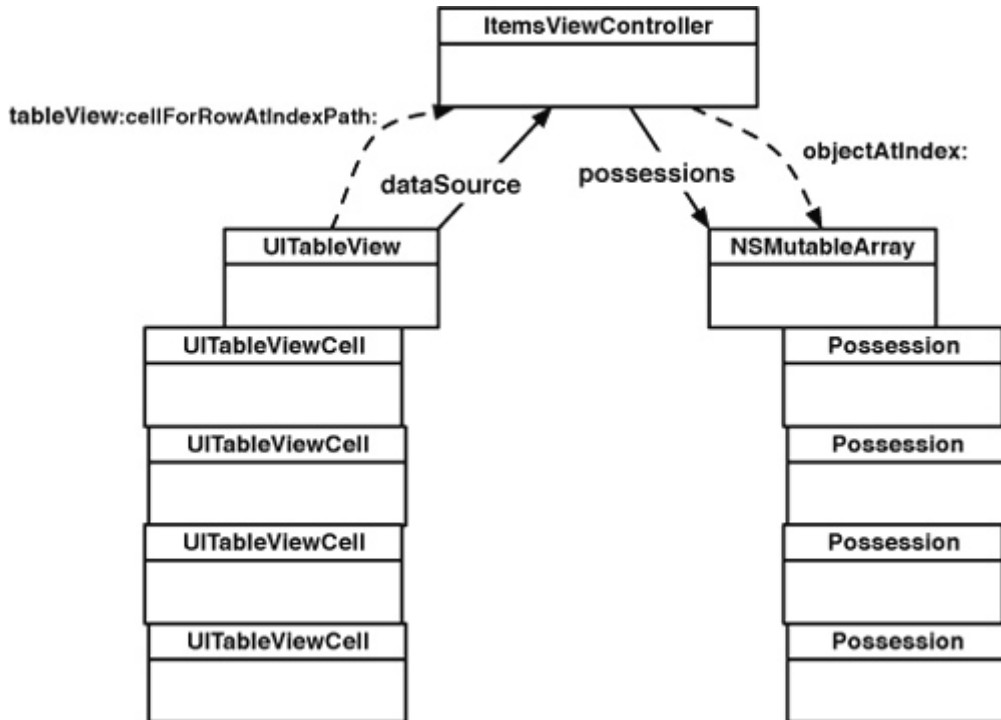 ItemsViewController
tableView:cellForRowAtIndexPath:
objectAtIndex:
dataSource
possessions
UITableView
NSMutableArray
UITableViewCell
Possession
UITableViewCell
Possession
UITableViewCell
Possession
UITableViewCell
Possession